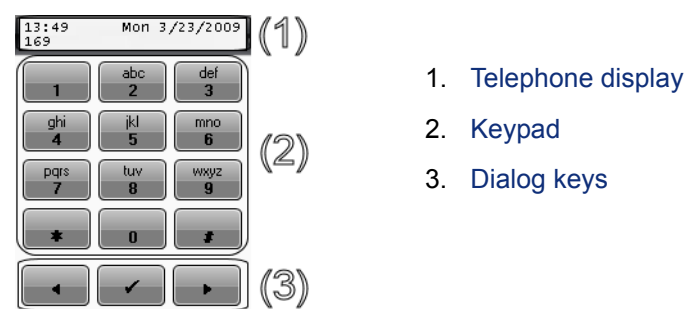 13:49 Mon 3/23/2009
169
(1)
1
abc
2
def
3
ghi
4
jkl
5
mno
6
(2)
pqrs
7
tuv
8
wxyz
9
*
0
#
(3)
1. Telephone display
2. Keypad
3. Dialog keys